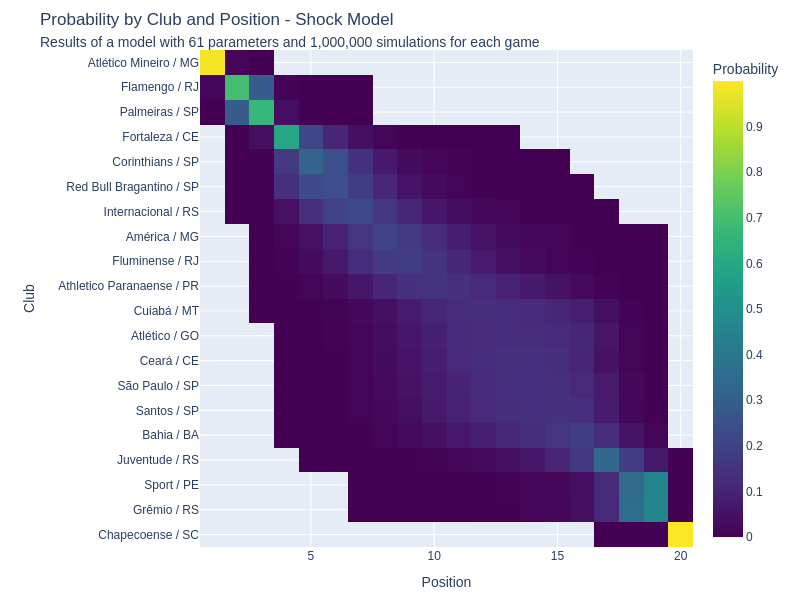 Probability by Club and Position - Shock Model
Results of a model with 61 parameters and 1,000,000 simulations for each game
Probability
Club
Atlético Mineiro / MG
Flamengo / RJ
Palmeiras / SP
Fortaleza / CE
Corinthians / SP
Red Bull Bragantino / SP
Internacional / RS
América / MG
Fluminense / RJ
Athletico Paranaense / PR
Cuiabá / MT
Atlético / GO
Ceará / CE
São Paulo / SP
Santos / SP
Bahia / BA
Juventude / RS
Sport / PE
Grêmio / RS
Chapecoense / SC
0.9
0.8
0.7
0.6
0.5
0.4
0.3
0.2
0.1
0
5
10
15
20
Position